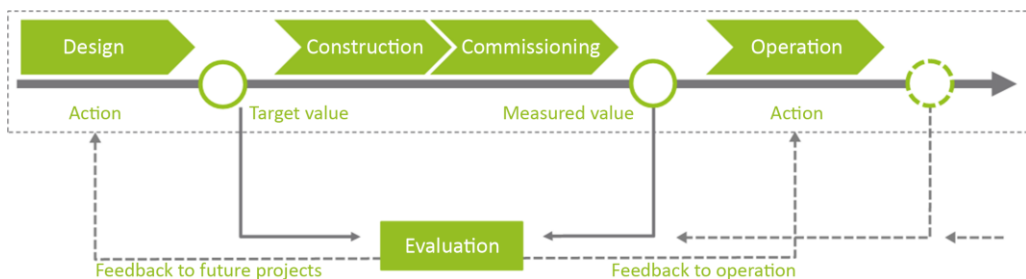 Design
Construction
Commissioning
Operation
Action
Target value
Measured value
Action
Evaluation
Feedback to future projects
Feedback to operation